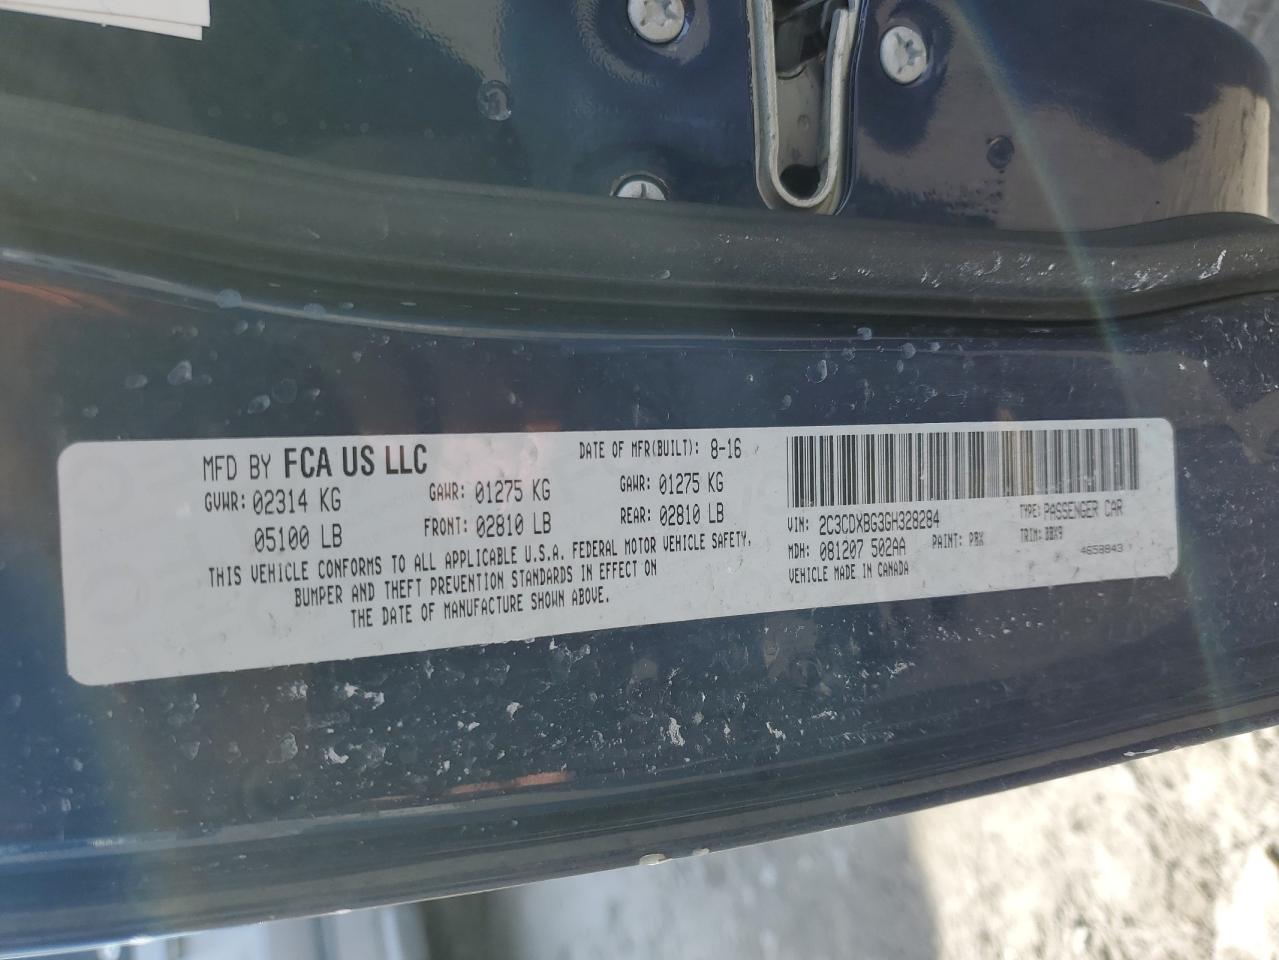 MFD BY FCA US LLC DATE OF MFR(BUILT): 8-16
GVWR: 02314 KG GAWR: 01275 KG GAWR: 01275 KG
05100 LB FRONT: 02810 LB REAR: 02810 LB
THIS VEHICLE CONFORMS TO ALL APPLICABLE U.S.A. FEDERAL MOTOR VEHICLE SAFETY,
BUMPER AND THEFT PREVENTION STANDARDS IN EFFECT ON
THE DATE OF MANUFACTURE SHOWN ABOVE.
VIN: 2C3CDXBG3GH328284 TYPE: PASSENGER CAR
MDH: 081207 502AA PAINT: PBX TRIM:
VEHICLE MADE IN CANADA 4658843